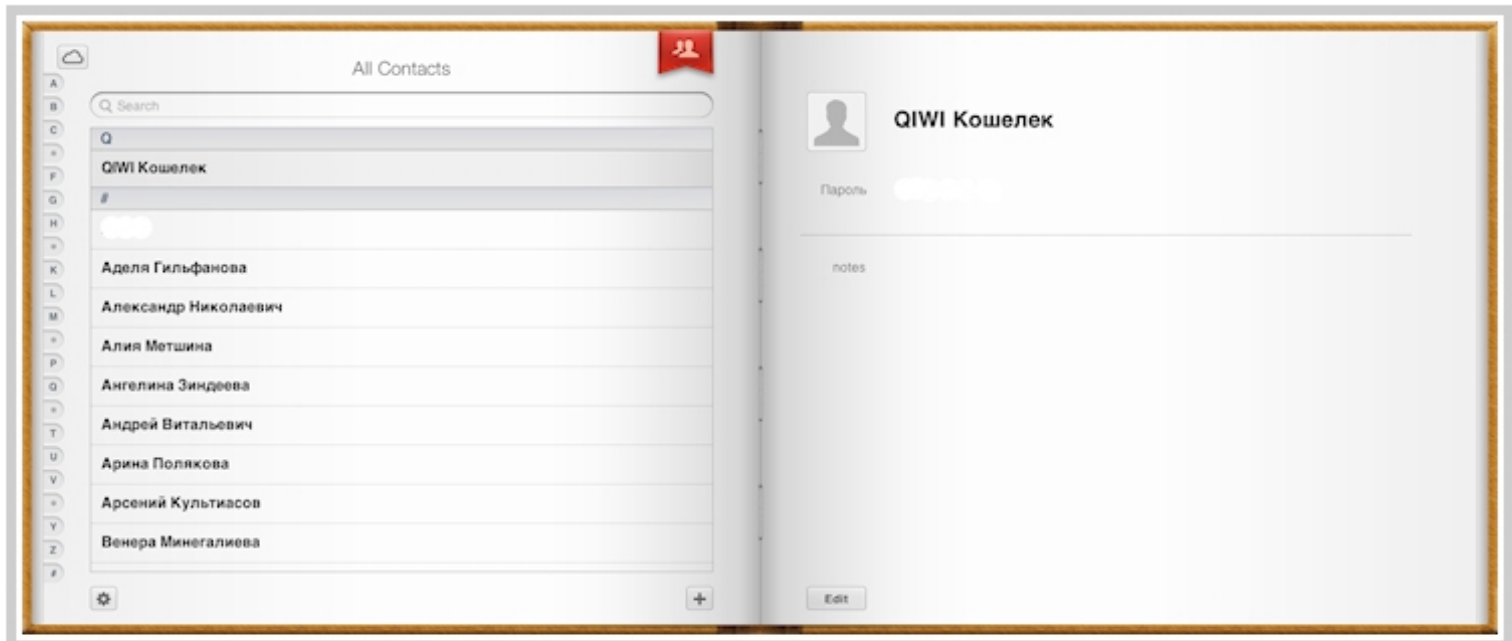 All Contacts
A
B
C
F
G
H
K
L
M
P
Q
T
U
V
Y
Z
#
Search
Q
QIWI Кошелек
#
Аделя Гильфанова
Александр Николаевич
Алия Метшина
Ангелина Зиндеева
Андрей Витальевич
Арина Полякова
Арсений Культиасов
Венера Минегалиева
QIWI Кошелек
Пароль
notes
Edit